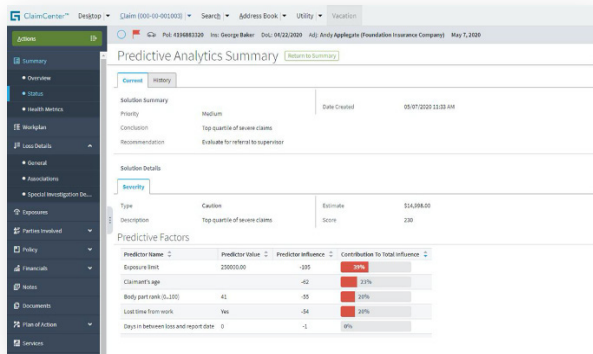 ClaimCenter™ Desktop Claim (000-00-001003) Search Address Book Utility Vacation
Actions
Pol: 4306883320 Ins: George Baker DoL: 04/22/2020 Adj: Andy Applegate (Foundation Insurance Company) May 7, 2020
Summary
Overview
Status
Health Metrics
Workplan
Loss Details
General
Associations
Special Investigation De...
Exposures
Parties Involved
Policy
Financials
Notes
Documents
Plan of Action
Services
Predictive Analytics Summary Return to Summary
Current History
Solution Summary
Priority Medium
Date Created 05/07/2020 11:33 AM
Conclusion Top quartile of severe claims
Recommendation Evaluate for referral to supervisor
Solution Details
Severity
Type Caution Estimate $14,098.00
Description Top quartile of severe claims Score 230
Predictive Factors
Predictor Name Predictor Value Predictor Influence Contribution To Total Influence
Exposure limit 250000.00 -105 39%
Claimant's age -62 23%
Body part rank (0..100) 41 -55 20%
Lost time from work Yes -54 20%
Days in between loss and report date 0 -1 0%